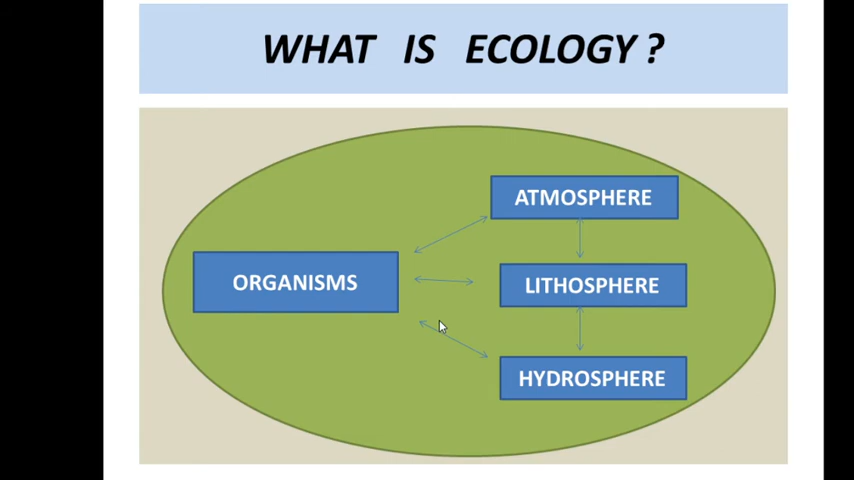 WHAT IS ECOLOGY ?
ATMOSPHERE
ORGANISMS
LITHOSPHERE
HYDROSPHERE